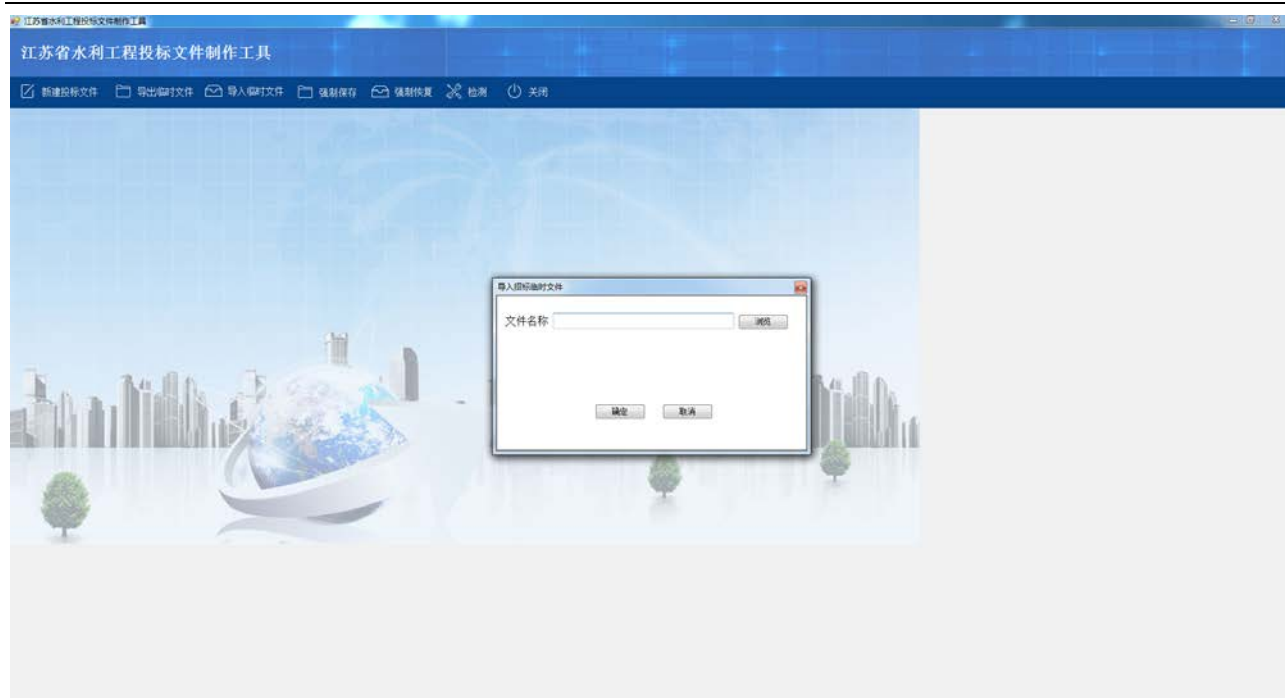 江苏省水利工程投标文件制作工具
江苏省水利工程投标文件制作工具
新建投标文件 导出临时文件 导入临时文件 强制保存 强制恢复 检测 关闭
导入招标临时文件
文件名称 浏览
确定 取消